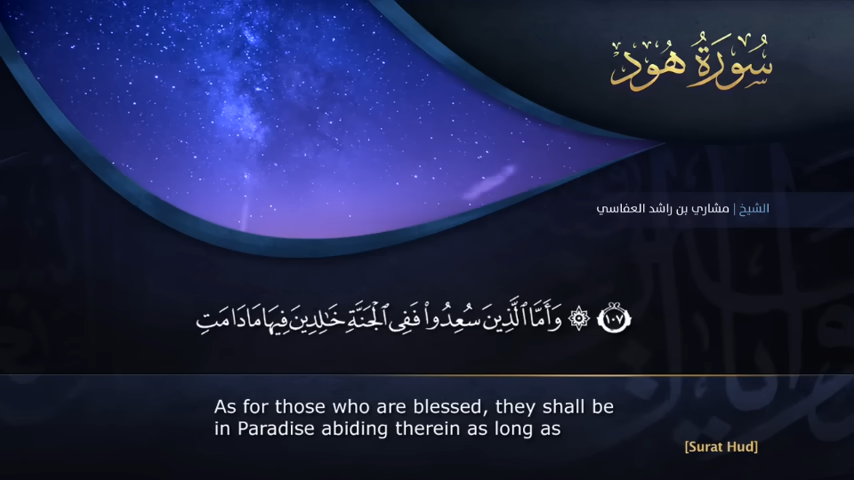 سُورَةُ هُود
الشيخ | مشاري بن راشد العفاسي
١٠٧ ۞ وَأَمَّا ٱلَّذِينَ سُعِدُوا۟ فَفِى ٱلْجَنَّةِ خَـٰلِدِينَ فِيهَا مَا دَامَتِ
As for those who are blessed, they shall be
in Paradise abiding therein as long as
[Surat Hud]